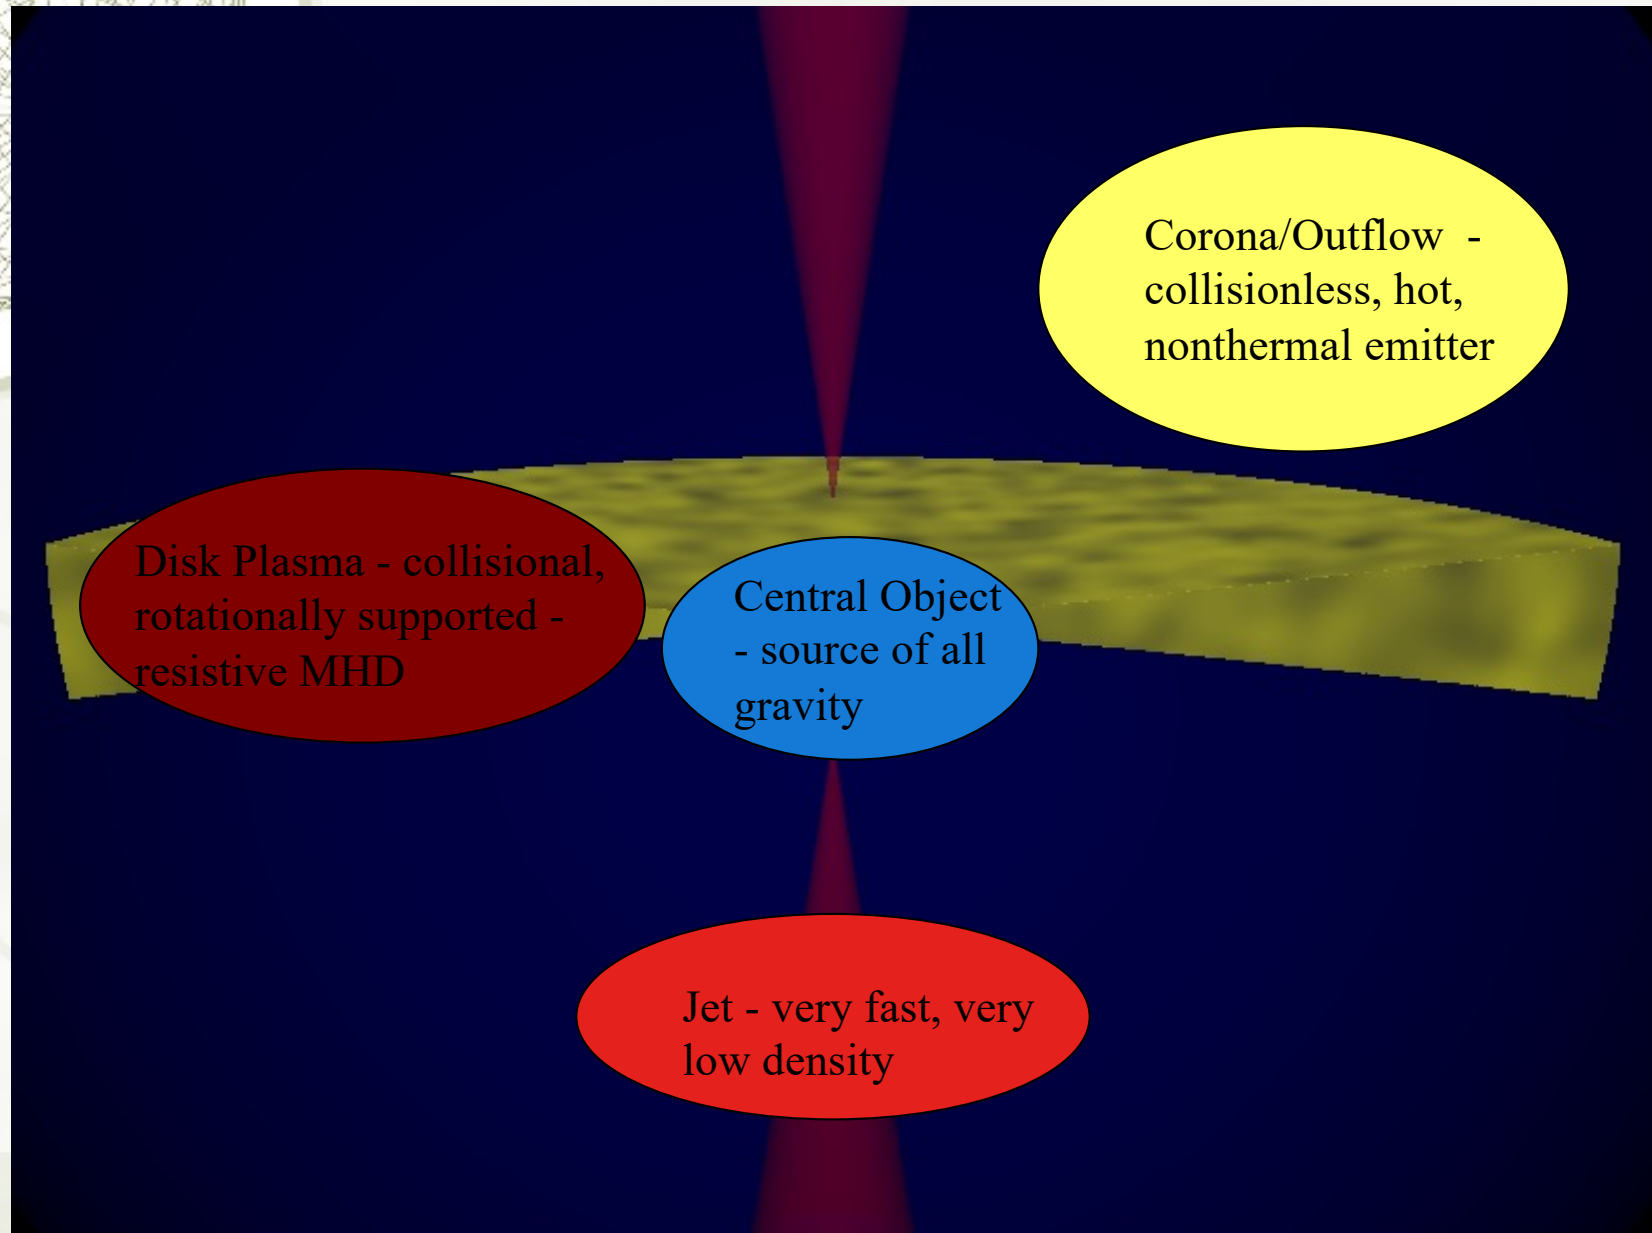 Corona/Outflow  -
collisionless, hot,
nonthermal emitter
Disk Plasma - collisional,
rotationally supported -
resistive MHD
Central Object
- source of all
gravity
Jet - very fast, very
low density